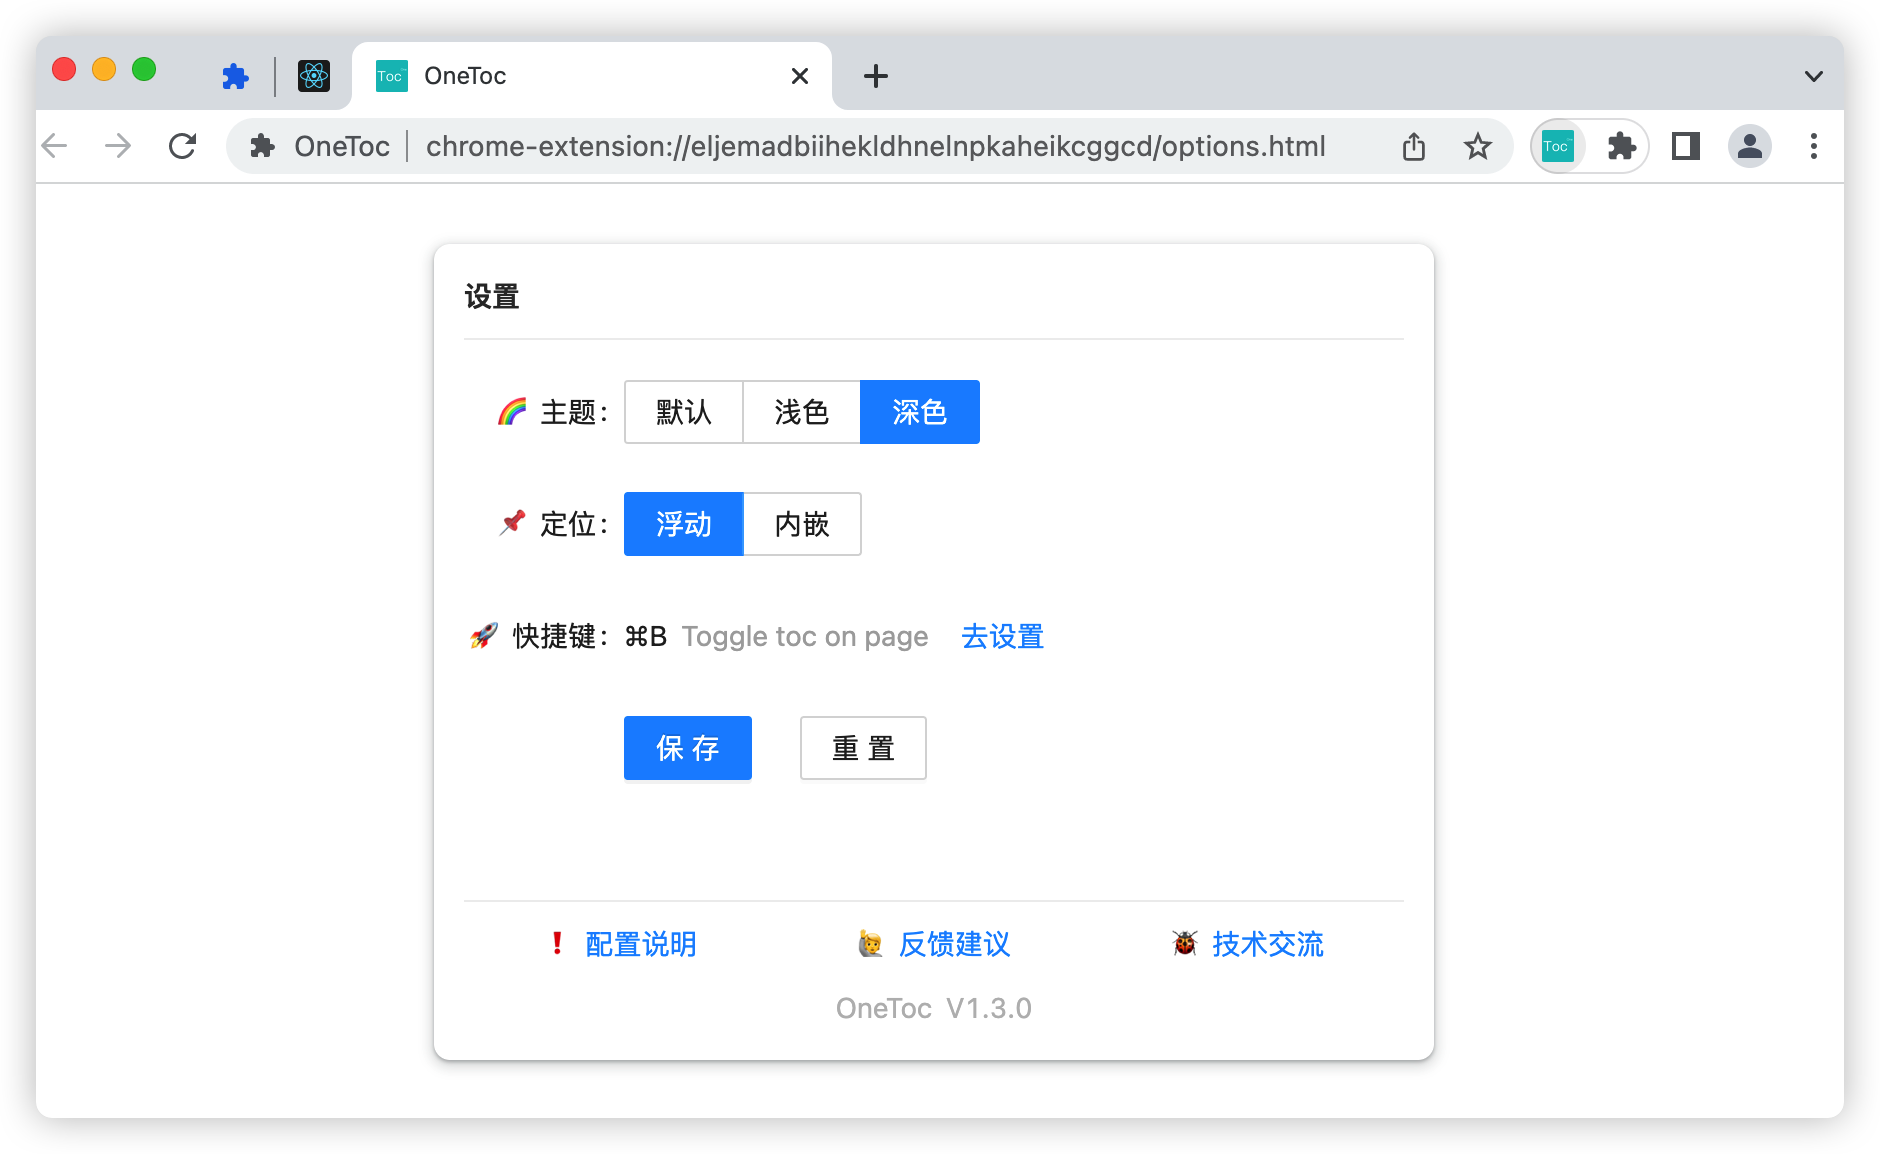 Toc OneToc
OneToc chrome-extension://eljemadbiihekldhnelnpkaheikcggcd/options.html Toc
设置
主题: 默认 浅色 深色
定位: 浮动 内嵌
快捷键: ⌘B Toggle toc on page 去设置
保存 重置
配置说明 反馈建议 技术交流
OneToc V1.3.0